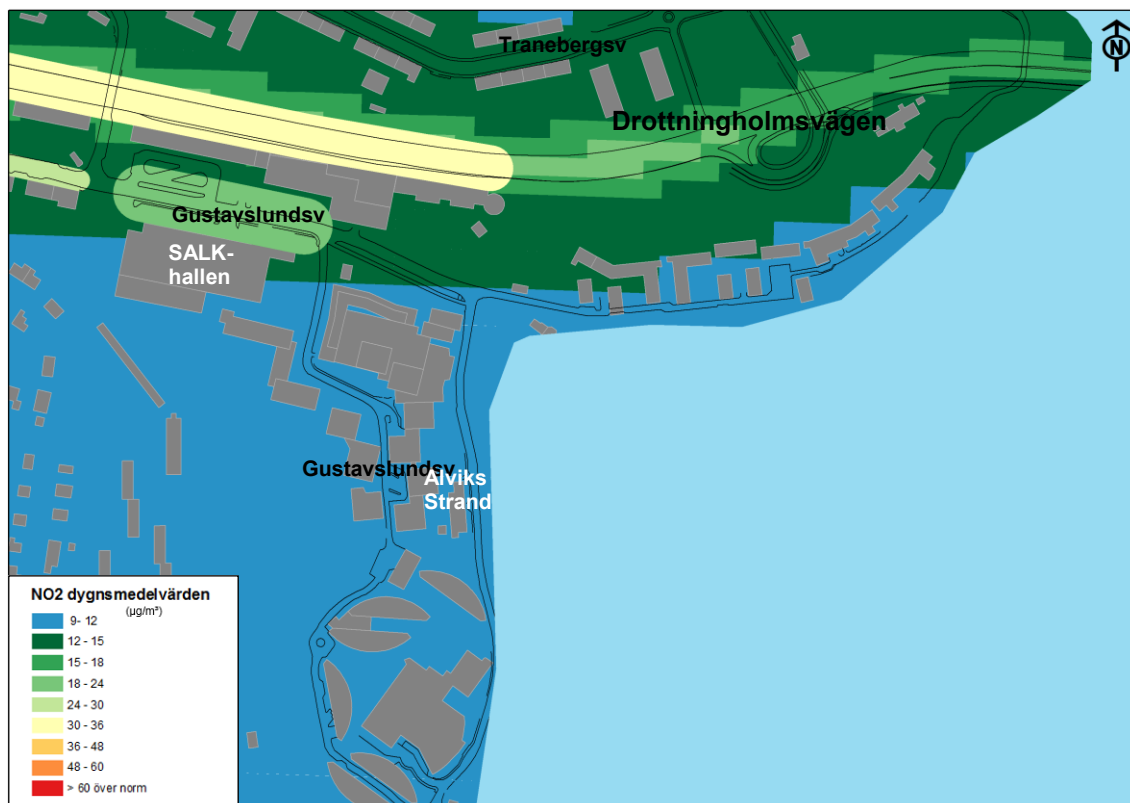 N
Tranebergsv
Drottningholmsvägen
Gustavslundsv
SALK-
hallen
Gustavslundsv
Alviks
Strand
NO2 dygnsmedelvärden
(µg/m³)
9- 12
12 - 15
15 - 18
18 - 24
24 - 30
30 - 36
36 - 48
48 - 60
> 60 över norm